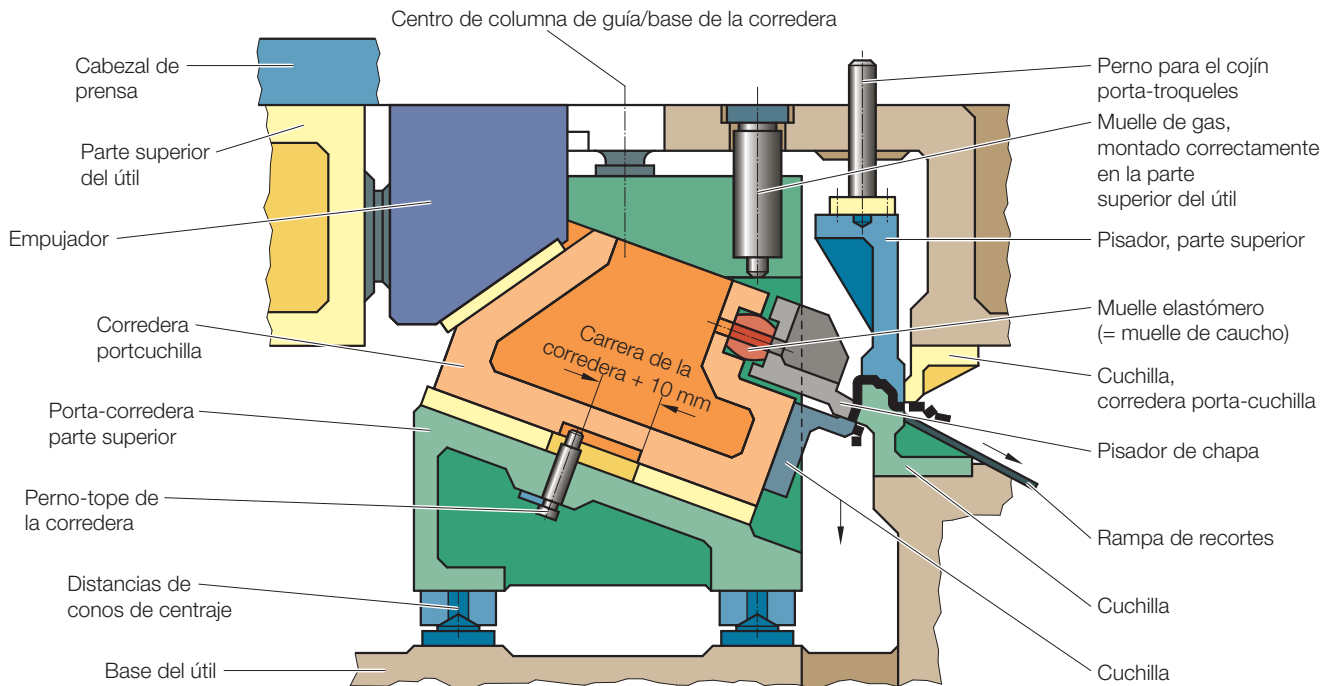 Centro de columna de guía/base de la corredera
Cabezal de
prensa
Parte superior
del útil
Empujador
Corredera
portcuchilla
Porta-corredera
parte superior
Perno-tope de
la corredera
Distancias de
conos de centraje
Base del útil
Carrera de la
corredera + 10 mm
Perno para el cojín
porta-troqueles
Muelle de gas,
montado correctamente
en la parte
superior del útil
Pisador, parte superior
Muelle elastómero
(= muelle de caucho)
Cuchilla,
corredera porta-cuchilla
Pisador de chapa
Rampa de recortes
Cuchilla
Cuchilla